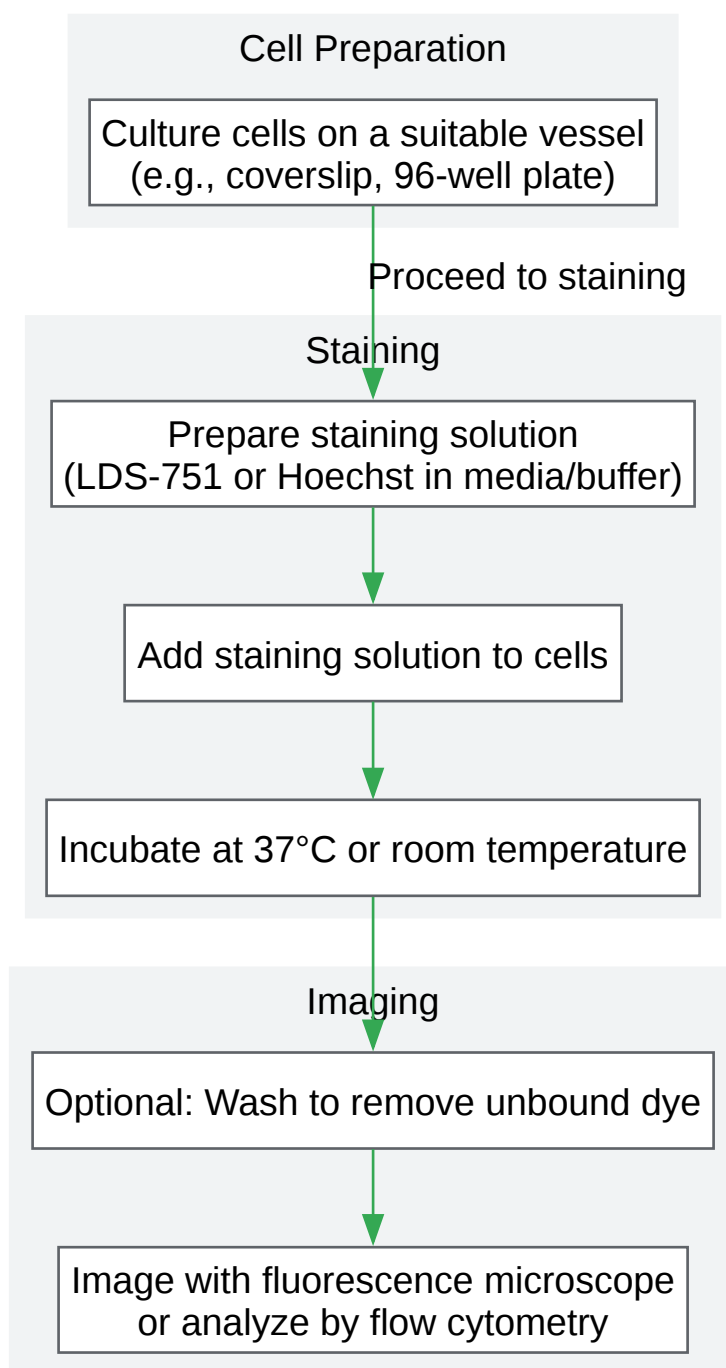 Cell Preparation
Culture cells on a suitable vessel
(e.g., coverslip, 96-well plate)
Proceed to staining
Staining
Prepare staining solution
(LDS-751 or Hoechst in media/buffer)
Add staining solution to cells
Incubate at 37°C or room temperature
Imaging
Optional: Wash to remove unbound dye
Image with fluorescence microscope
or analyze by flow cytometry